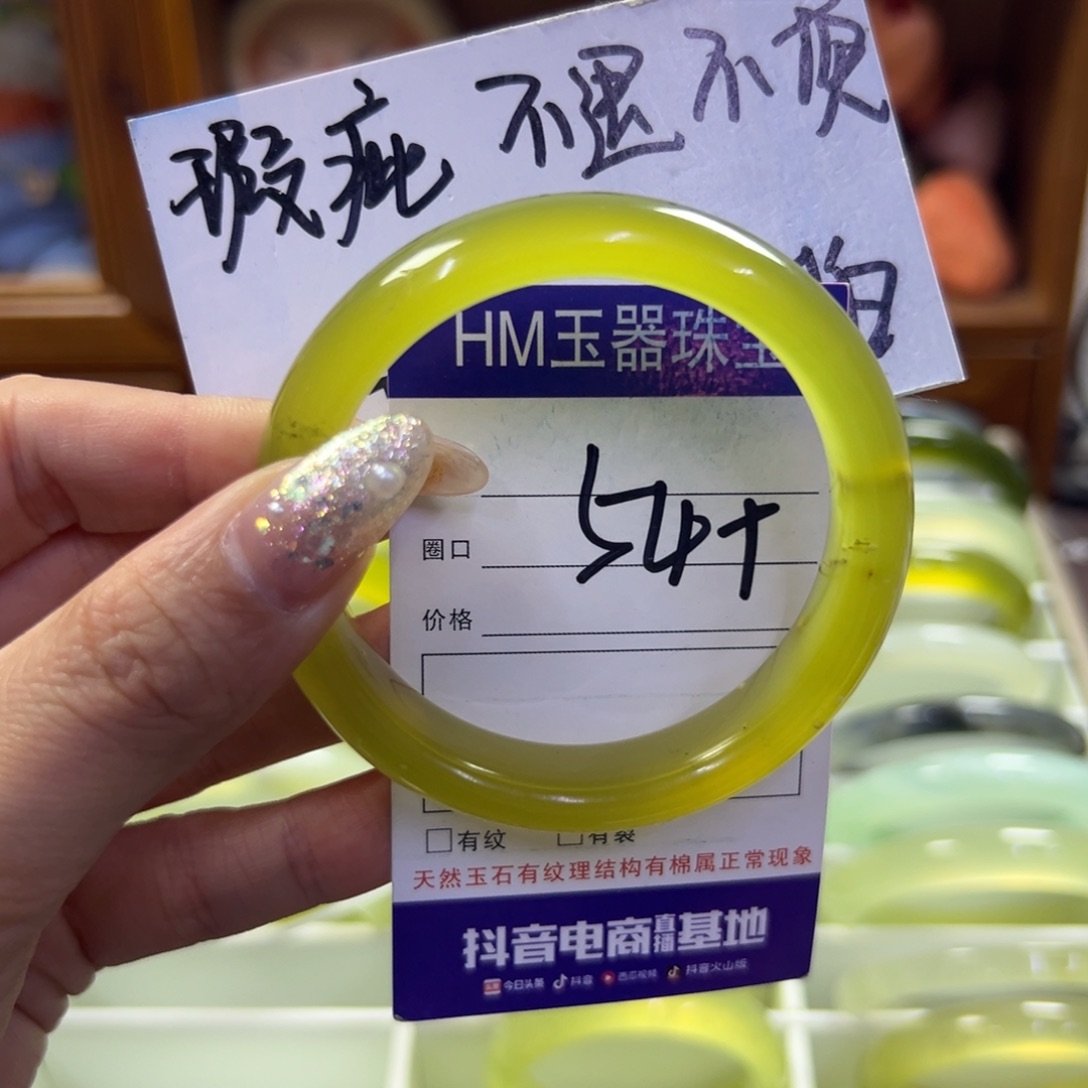 瑕疵 不退不换
HM玉器珠宝
54+
圈口
价格
□有纹 □有裂
天然玉石有纹理结构有棉属正常现象
抖音电商直播基地
今日头条 抖音 西瓜视频 抖音火山版